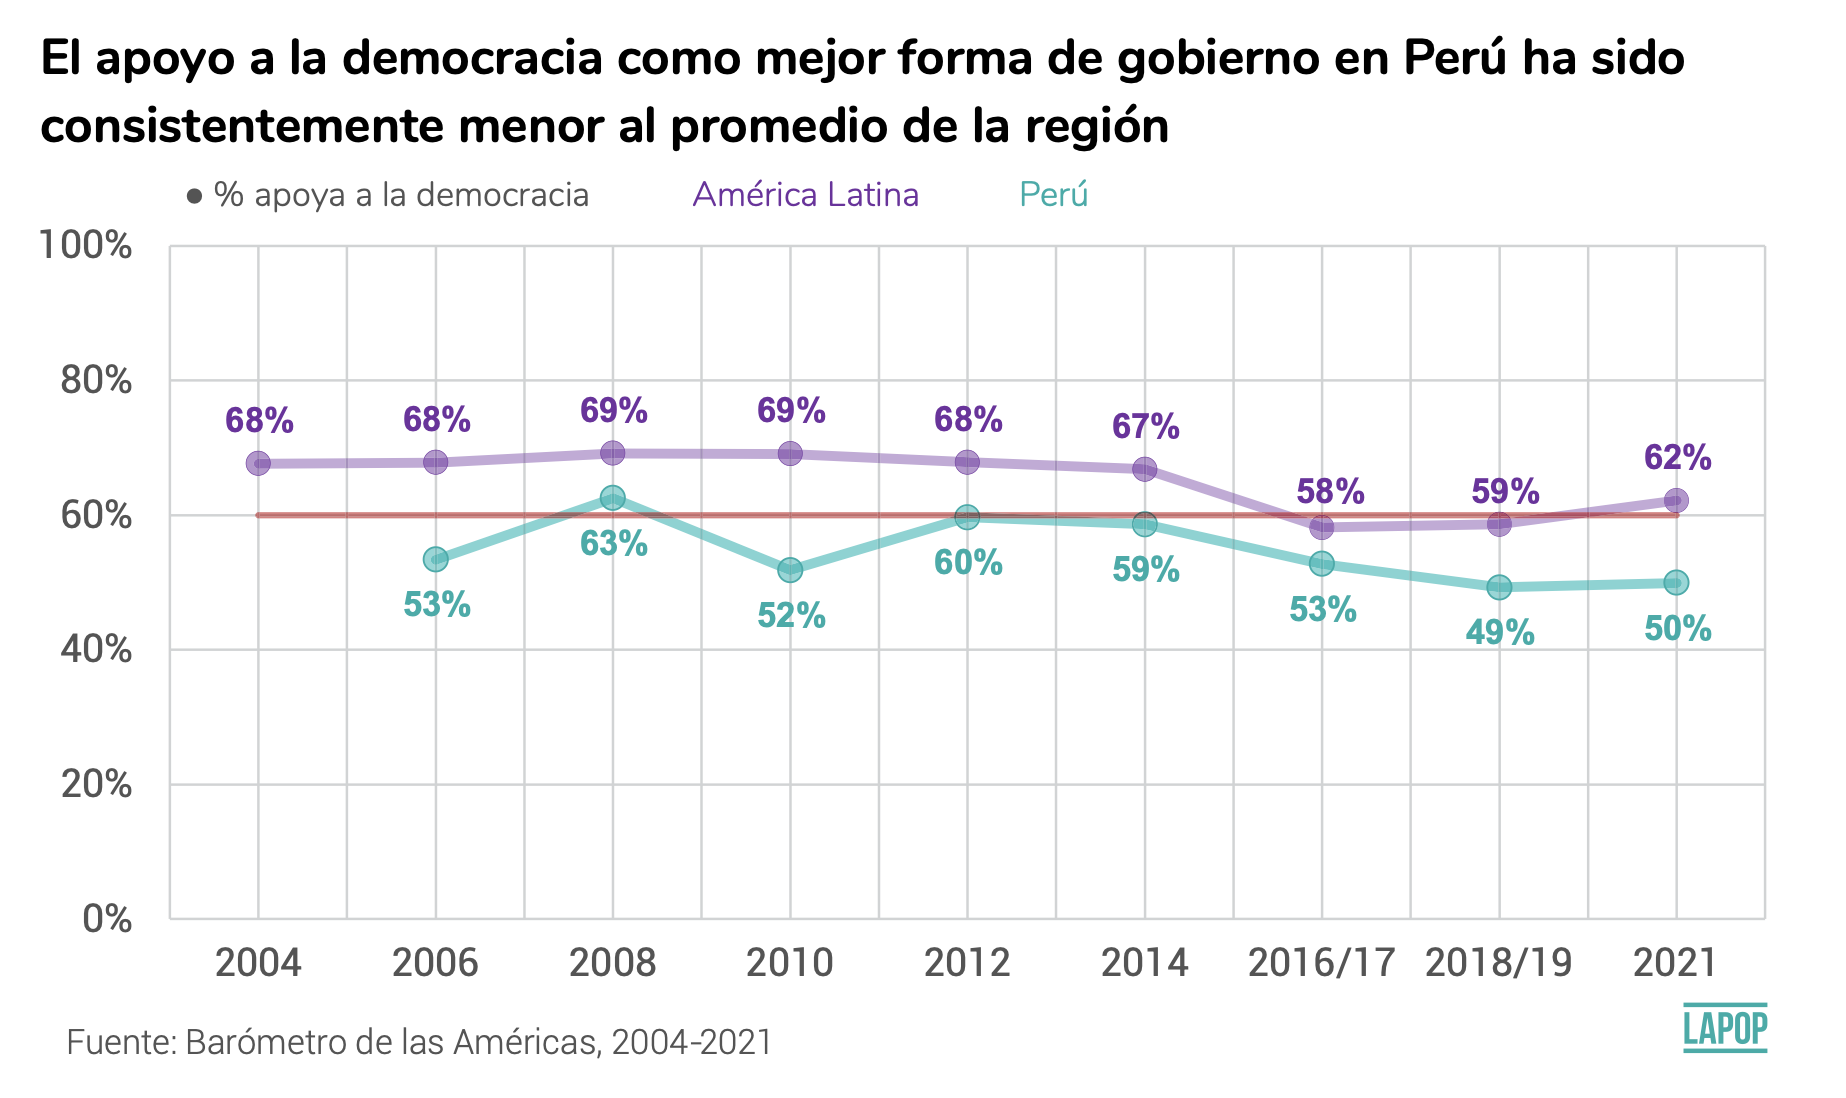 El apoyo a la democracia como mejor forma de gobierno en Perú ha sido
consistentemente menor al promedio de la región
● % apoya a la democracia América Latina Perú
100%
80%
68% 68% 69% 69% 68% 67% 58% 59% 62%
60%
53% 63% 52% 60% 59% 53% 49% 50%
40%
20%
0%
2004 2006 2008 2010 2012 2014 2016/17 2018/19 2021
Fuente: Barómetro de las Américas, 2004-2021
LAPOP